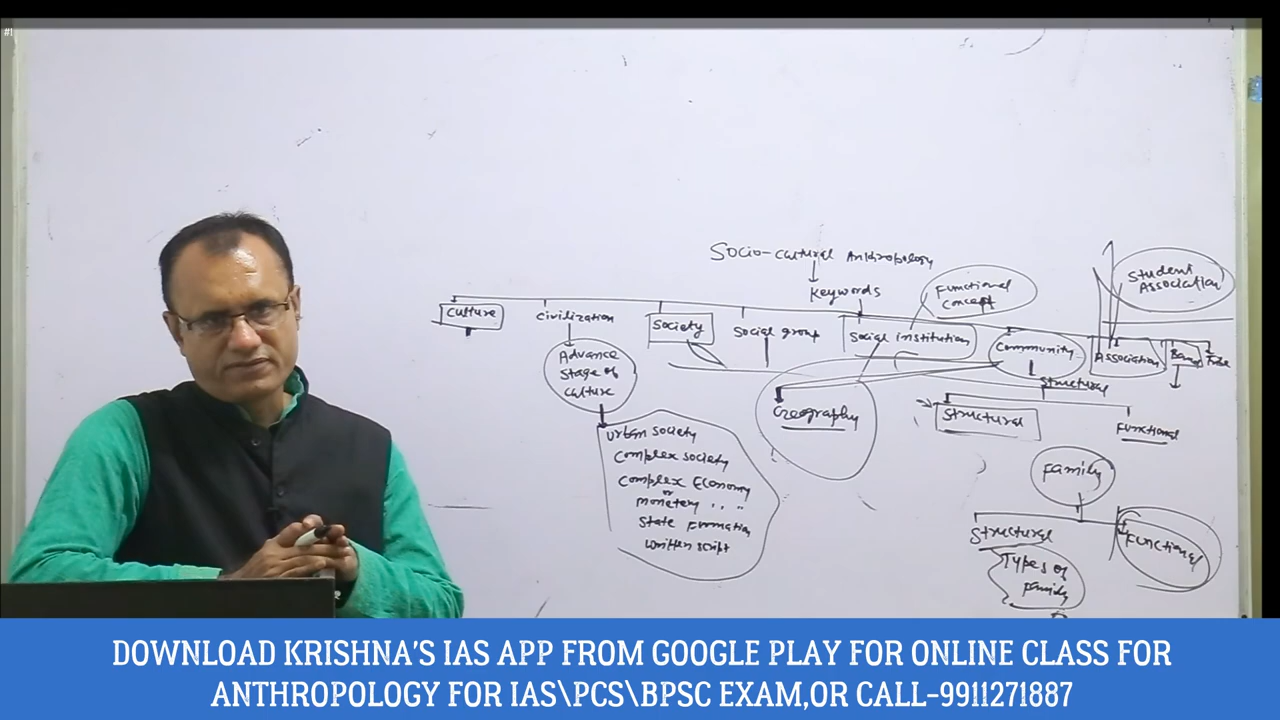 #1
Socio-cultural Anthropology
Keywords
Functional
concept
Student
Association
Culture
civilization
Society
Social group
Social institution
Community
Association
Band
Tribe
Advance
Stage of
Culture
Structural
Geography
Structural
Functional
Urban society
Complex society
Complex Economy
or
monetary " "
State Formation
written script
Family
Structural
Functional
Types of
family
DOWNLOAD KRISHNA'S IAS APP FROM GOOGLE PLAY FOR ONLINE CLASS FOR
ANTHROPOLOGY FOR IAS\PCS\BPSC EXAM,OR CALL-9911271887